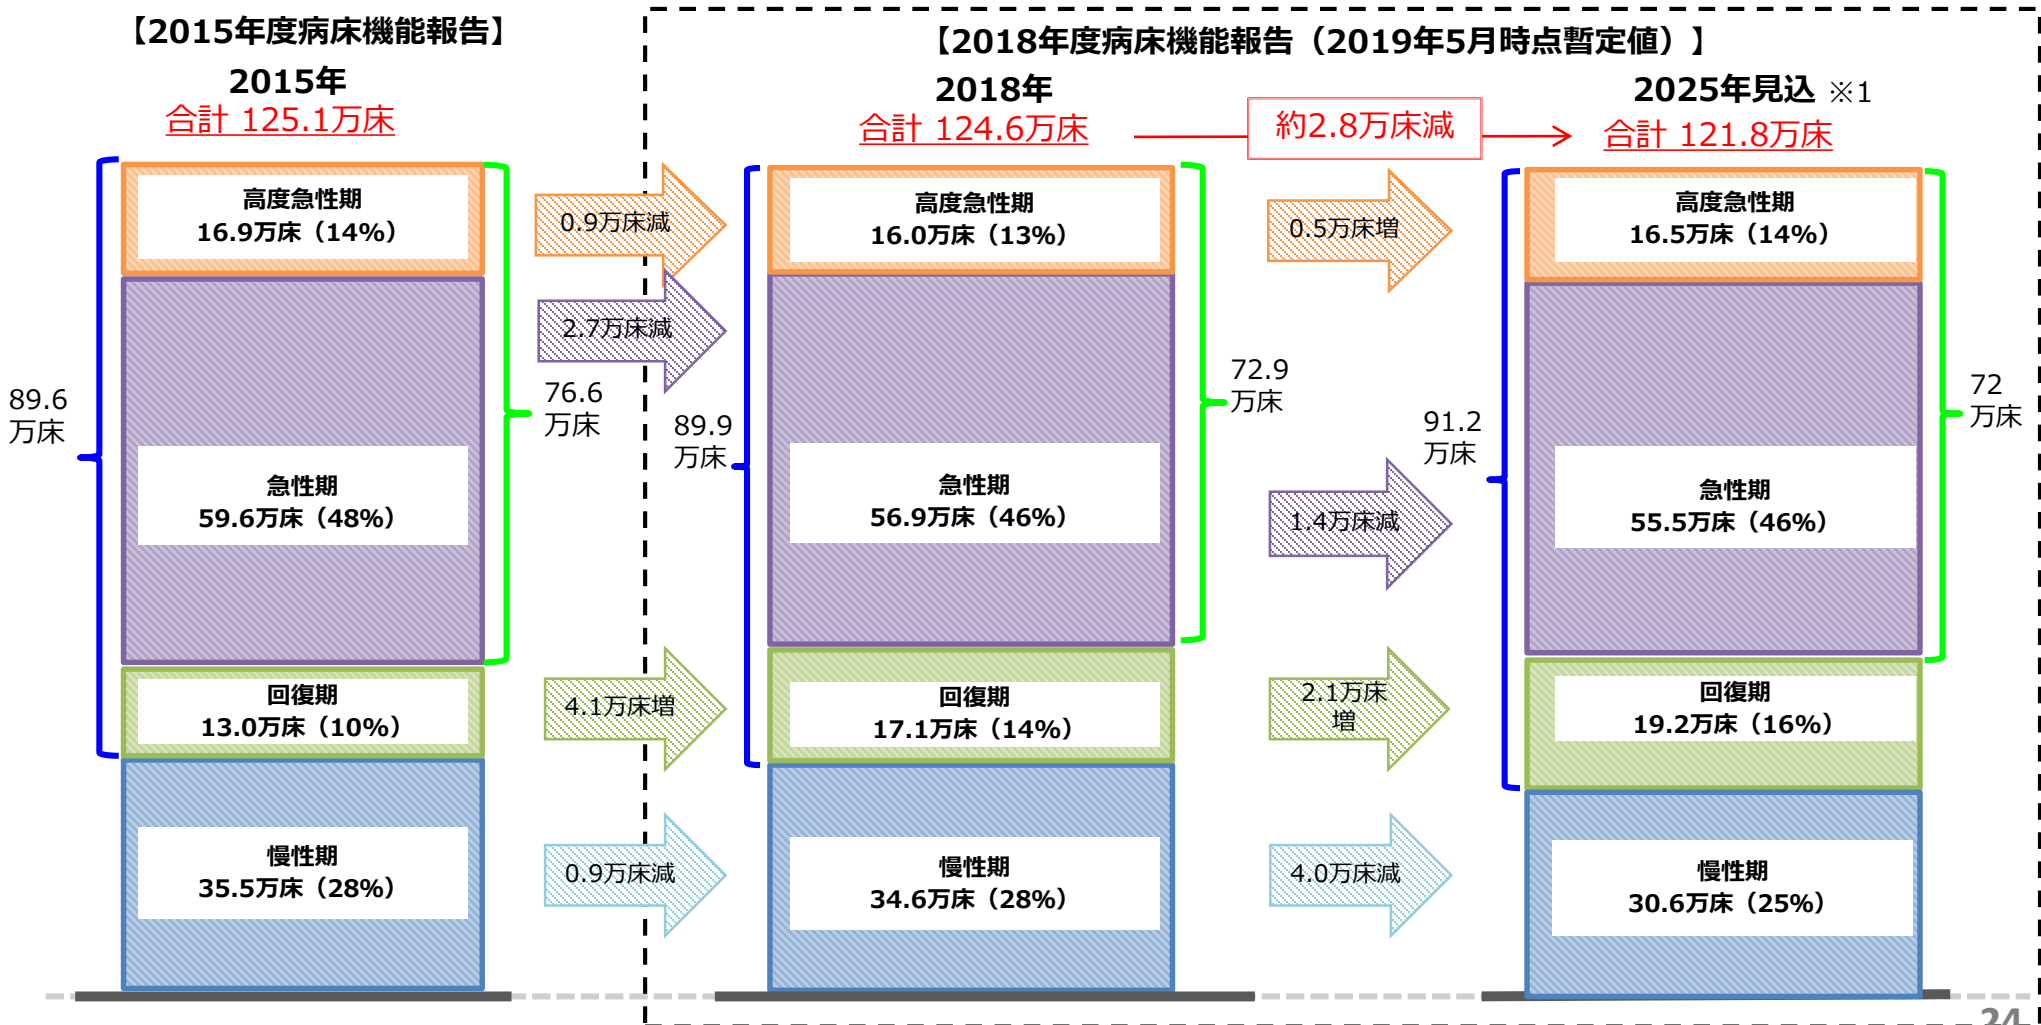 【2015年度病床機能報告】
2015年
合計 125.1万床
【2018年度病床機能報告（2019年5月時点暫定値）】
2018年
合計 124.6万床
約2.8万床減
2025年見込 ※1
合計 121.8万床
高度急性期
16.9万床（14%）
0.9万床減
高度急性期
16.0万床（13%）
0.5万床増
高度急性期
16.5万床（14%）
2.7万床減
89.6
万床
76.6
万床
89.9
万床
72.9
万床
91.2
万床
72
万床
急性期
59.6万床（48%）
急性期
56.9万床（46%）
1.4万床減
急性期
55.5万床（46%）
回復期
13.0万床（10%）
4.1万床増
回復期
17.1万床（14%）
2.1万床
増
回復期
19.2万床（16%）
慢性期
35.5万床（28%）
0.9万床減
慢性期
34.6万床（28%）
4.0万床減
慢性期
30.6万床（25%）
24